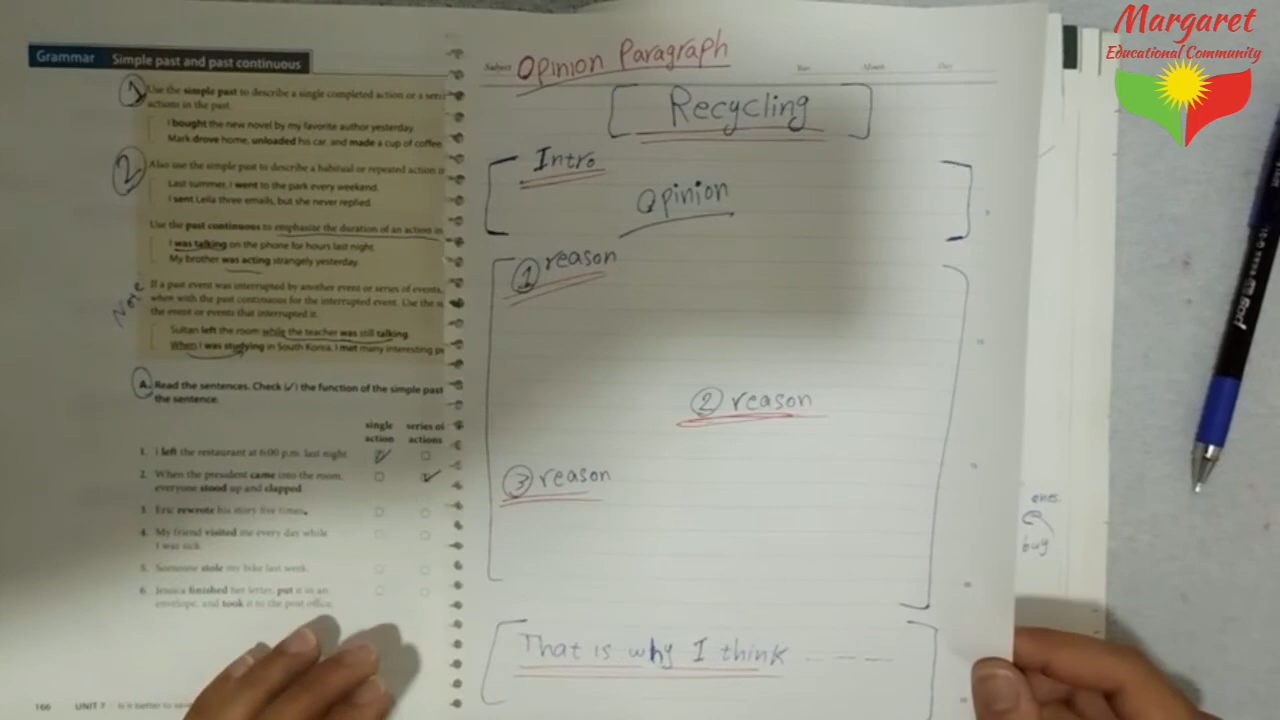 Margaret
Educational Community
Grammar Simple past and past continuous
1 Use the simple past to describe a single completed action or a
actions in the past.
I bought the new novel by my favorite author yesterday.
Mark drove home, unloaded his car, and made a cup of coffee
2 Also use the simple past to describe a habitual or repeated action
Last summer, I went to the park every weekend.
I sent Leila three emails, but she never replied.
Use the past continuous to emphasize the duration of an action in
I was talking on the phone for hours last night.
My brother was acting strangely yesterday.
Note
If a past event was interrupted by another event or series of events,
when with the past continuous for the interrupted event. Use the
the event or events that interrupted it.
Sultan left the room while the teacher was still talking.
When I was studying in South Korea, I met many interesting
A. Read the sentences. Check (✓) the function of the simple past
the sentence.
single action
series of actions
1. I left the restaurant at 6:00 p.m. last night.
2. When the president came into the room,
everyone stood up and clapped.
3. Eric rewrote his story five times.
4. My friend visited me every day while
I was sick.
5. Someone stole my bike last week.
6. Jessica finished her letter, put it in an
envelope, and took it to the post office.
166 UNIT 7 Is it better to
Subject Opinion Paragraph
Year Month Day
[Recycling]
Intro
Opinion
1 reason
2 reason
3 reason
That is why I think ----
ones.
buy